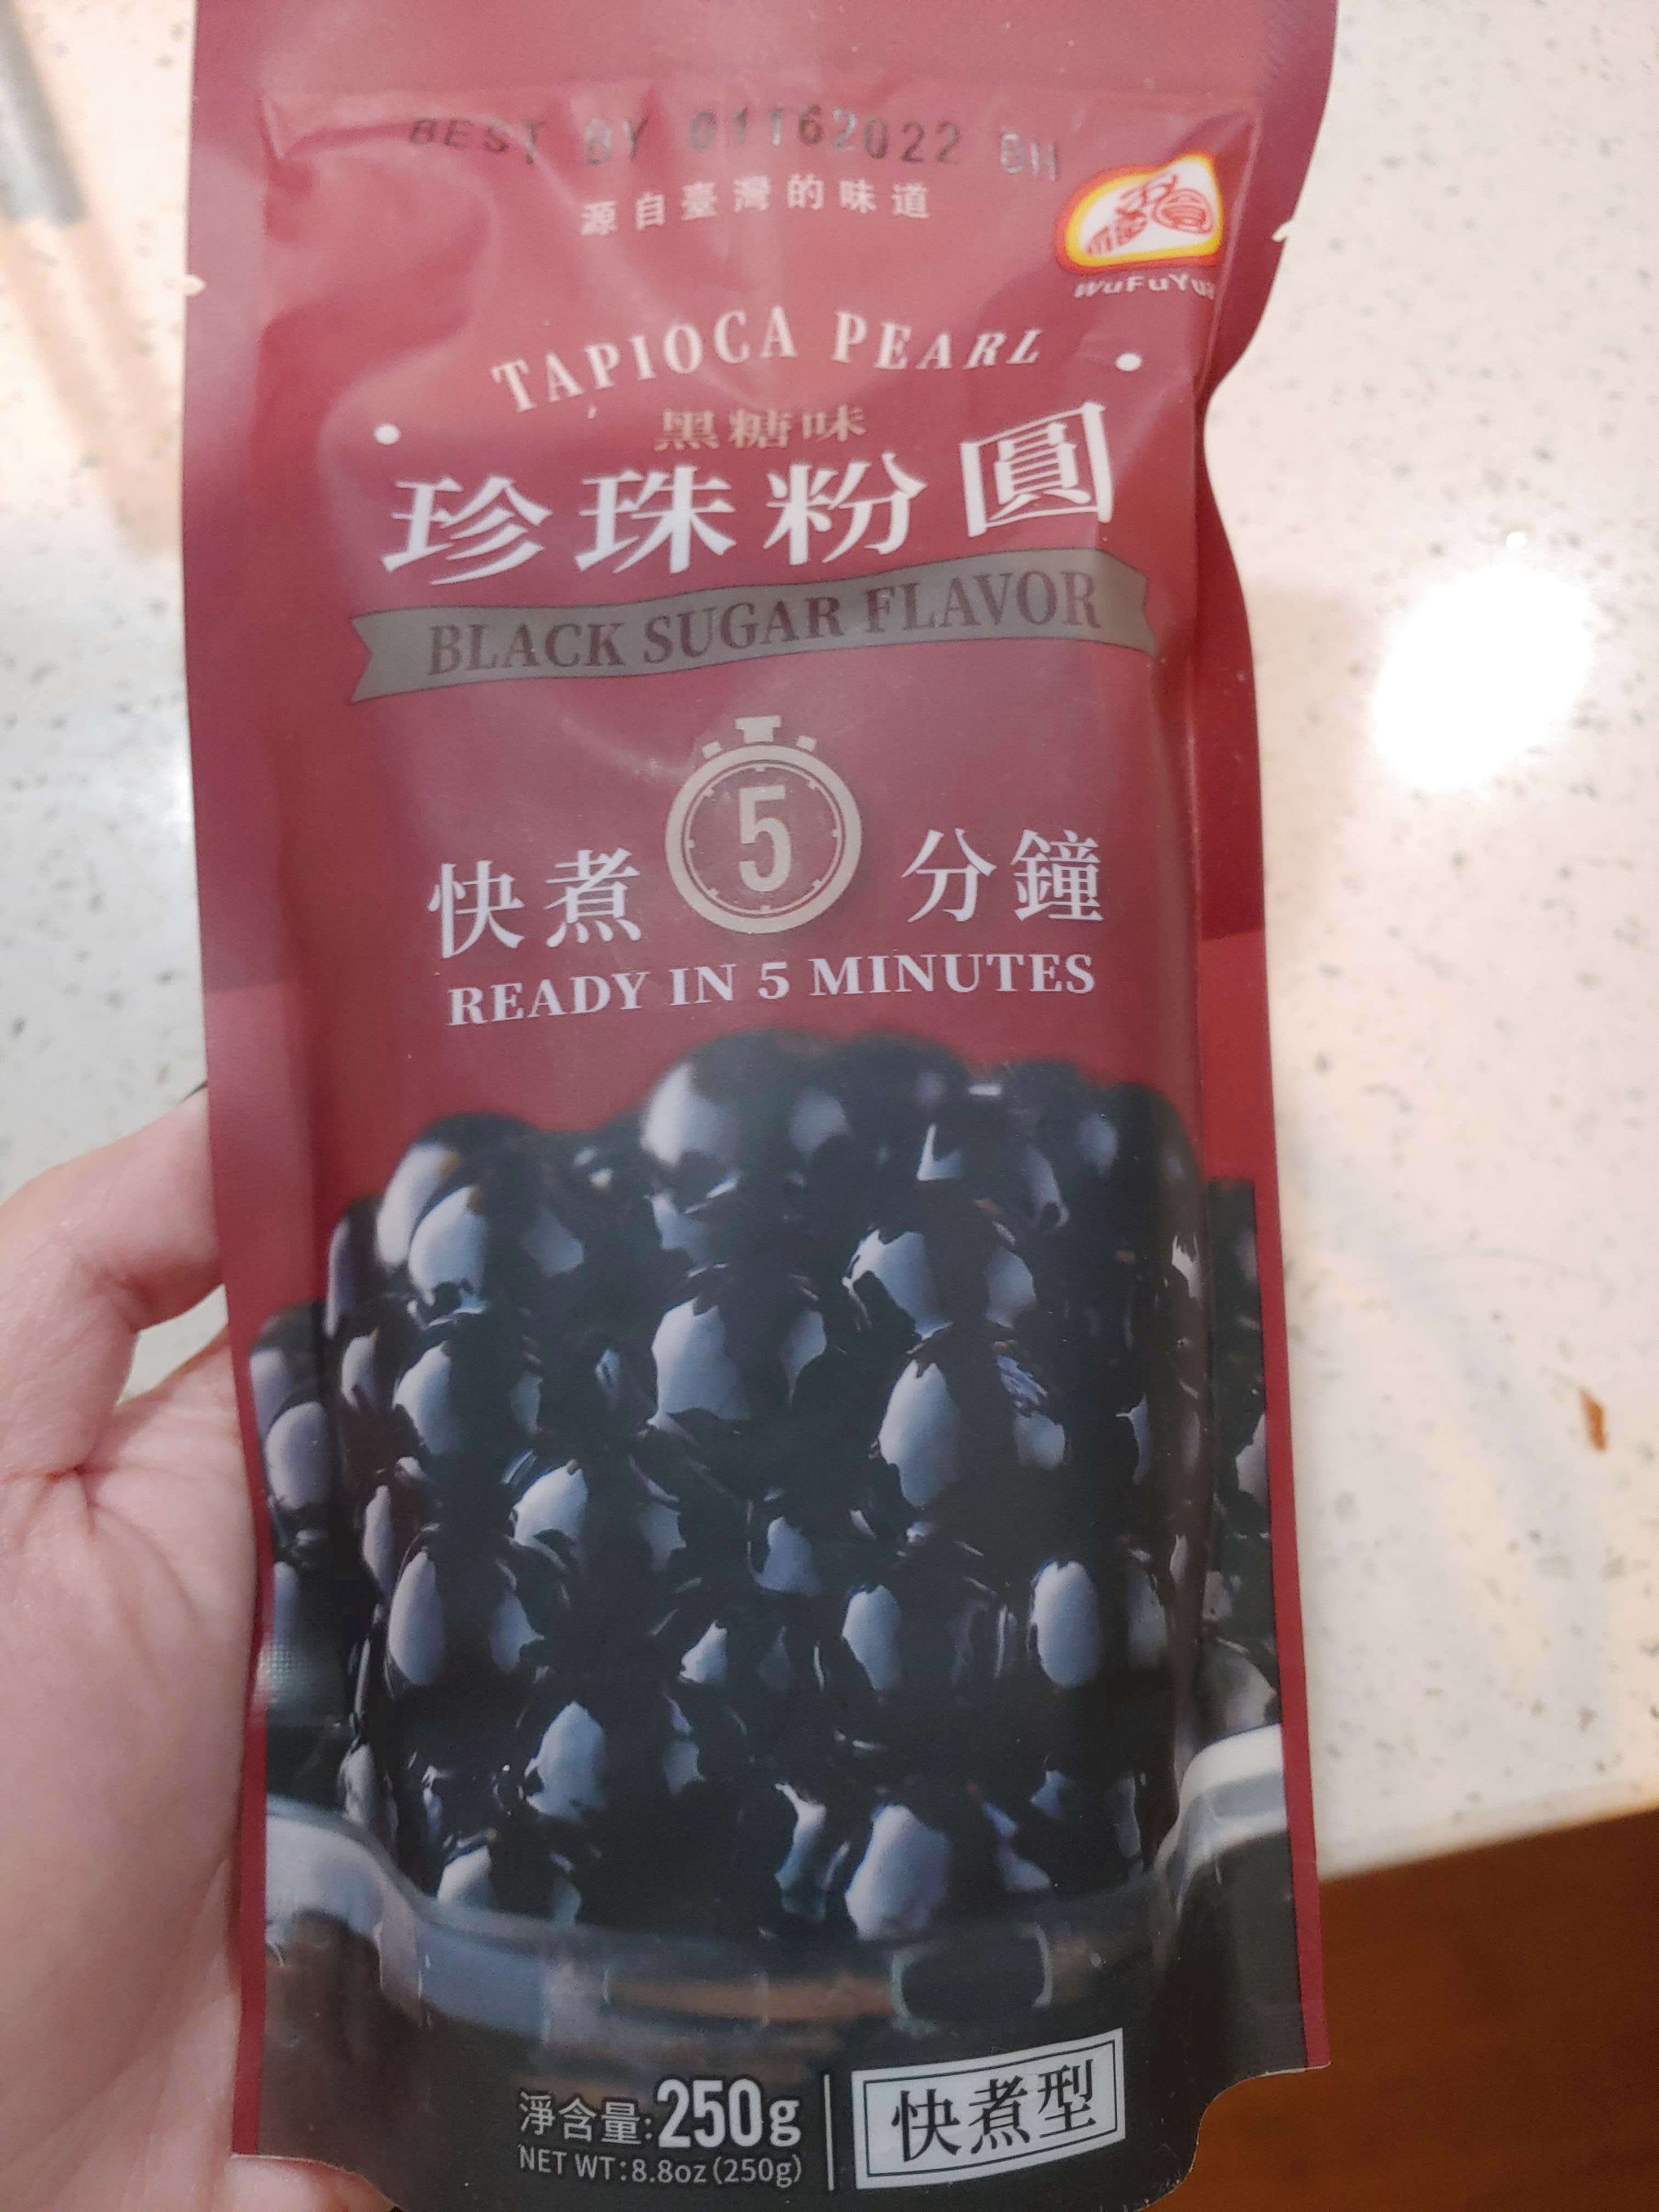 BEST BY 01162022 BH
源自臺灣的味道
WuFuYua
TAPIOCA PEARL
黑糖味
珍珠粉圓
BLACK SUGAR FLAVOR
快煮 5 分鐘
READY IN 5 MINUTES
淨含量:250g
NET WT:8.8oz(250g)
快煮型